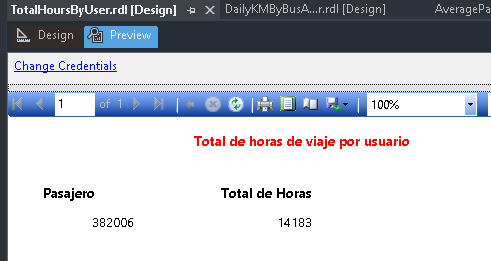 TotalHoursByUser.rdl [Design] DailyKMByBusA...r.rdl [Design] AveragePa
Design Preview
Change Credentials
1 of 1 100%
Total de horas de viaje por usuario
Pasajero Total de Horas
382006 14183